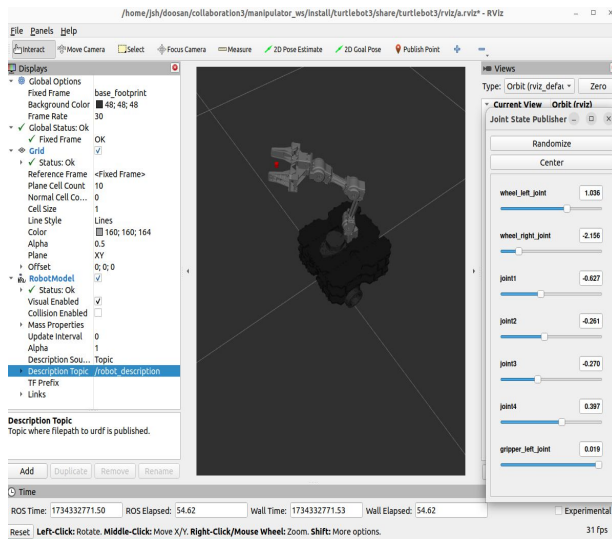 /home/jsh/doosan/collaboration3/manipulator_ws/install/turtlebot3/share/turtlebot3/rviz/a.rviz* - RViz
File Panels Help
Interact Move Camera Select Focus Camera Measure 2D Pose Estimate 2D Goal Pose Publish Point
Displays
Global Options
Fixed Frame base_footprint
Background Color 48; 48; 48
Frame Rate 30
Global Status: Ok
Fixed Frame OK
Grid
Status: Ok
Reference Frame <Fixed Frame>
Plane Cell Count 10
Normal Cell Co... 0
Cell Size 1
Line Style Lines
Color 160; 160; 164
Alpha 0.5
Plane XY
Offset 0; 0; 0
RobotModel
Status: Ok
Visual Enabled
Collision Enabled
Mass Properties
Update Interval 0
Alpha 1
Description Sou... Topic
Description Topic /robot_description
TF Prefix
Links
Description Topic
Topic where filepath to urdf is published.
Add Duplicate Remove Rename
Views
Type: Orbit (rviz_defau Zero
Current View Orbit (rviz)
Joint State Publisher
Randomize
Center
wheel_left_joint 1.036
wheel_right_joint -2.156
joint1 -0.627
joint2 -0.261
joint3 -0.270
joint4 0.397
gripper_left_joint 0.019
Time
ROS Time: 1734332771.50 ROS Elapsed: 54.62 Wall Time: 1734332771.53 Wall Elapsed: 54.62 Experimental
Reset Left-Click: Rotate. Middle-Click: Move X/Y. Right-Click/Mouse Wheel: Zoom. Shift: More options. 31 fps